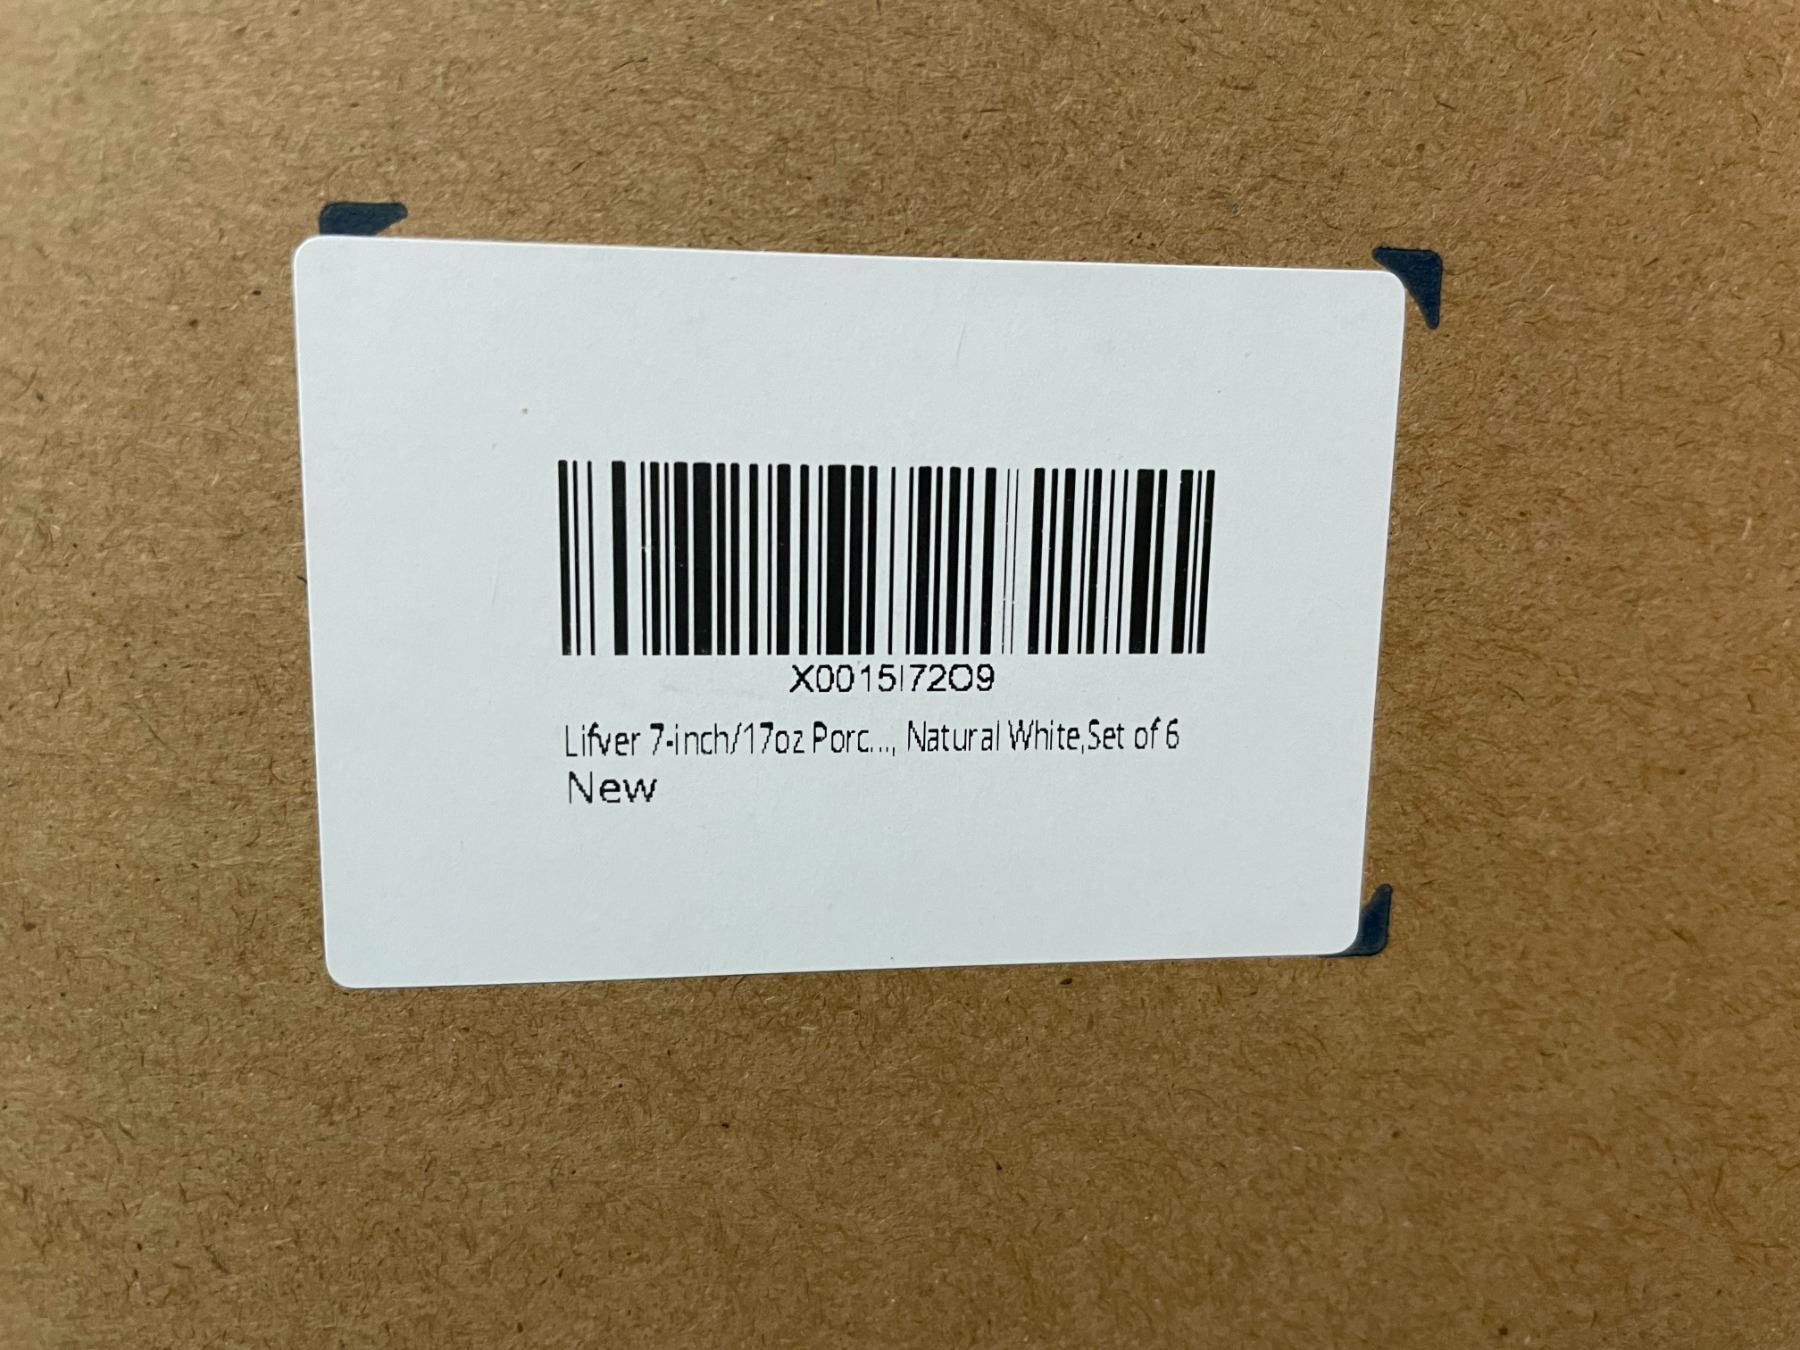 X0015I72O9
Lifver 7-inch/17oz Porc..., Natural White,Set of 6
New